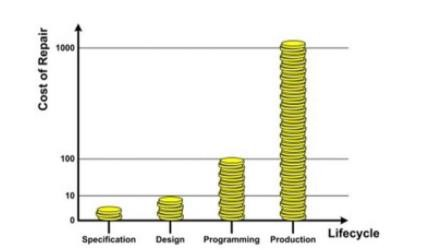 Cost of Repair
1000
100
10
0
Specification Design Programming Production
Lifecycle